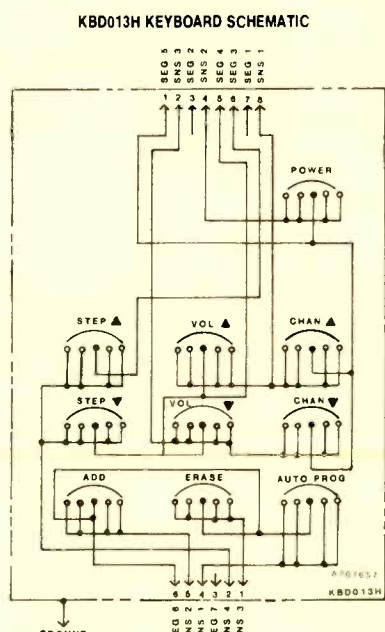 KBD013H KEYBOARD SCHEMATIC
SEG 5
SNS 3
SEG 2
SNS 2
SEG 4
SEG 3
SEG 1
SNS 1
1 2 3 4 5 6 7 8
POWER
STEP ▲ VOL ▲ CHAN ▲
STEP ▼ VOL ▼ CHAN ▼
ADD ERASE AUTO PROG
KBD013H
6 5 4 3 2 1
SEG 6
SNS 2
SNS 1
SEG 7
SNS 4
SNS 3
GROUND